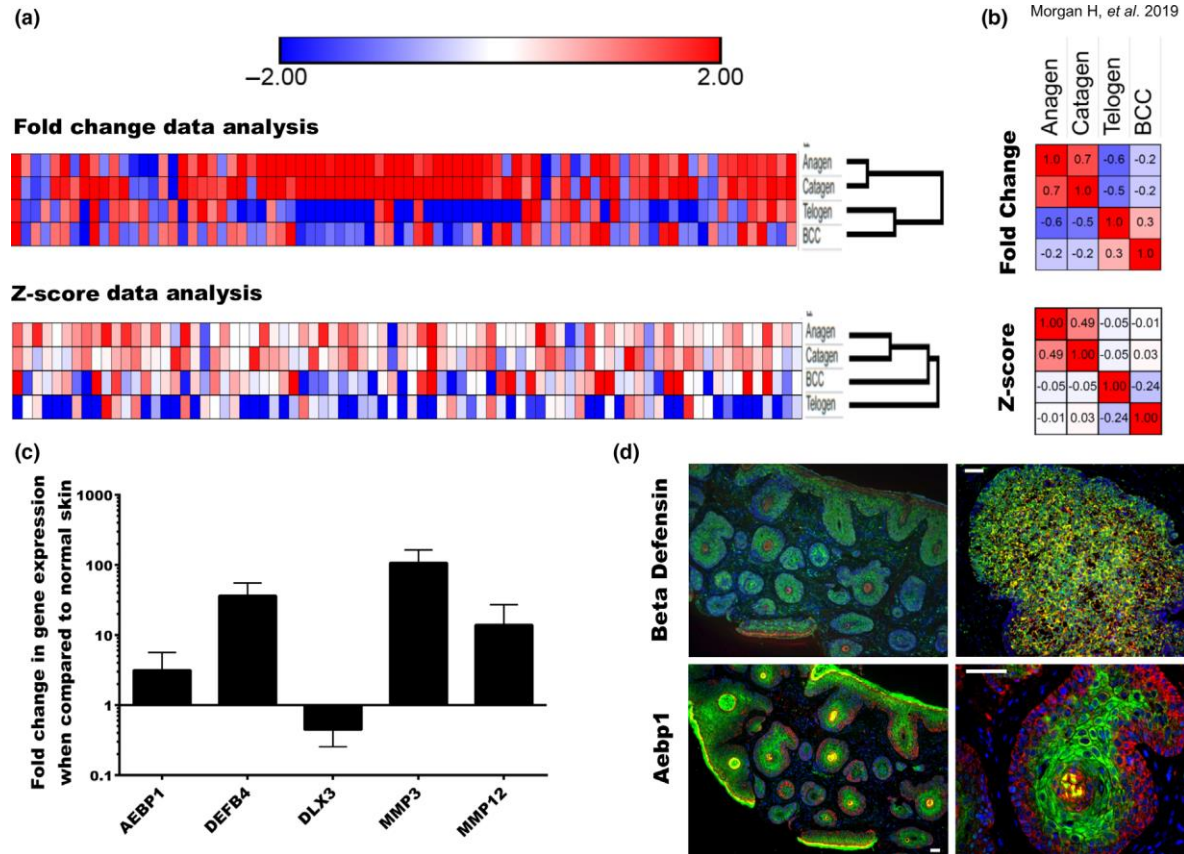 (a)
(b)
Morgan H, et al. 2019
–2.00
2.00
Fold change data analysis
Anagen
Catagen
Telogen
BCC
Z-score data analysis
Anagen
Catagen
BCC
Telogen
Anagen
Catagen
Telogen
BCC
Fold Change
1.0 0.7 -0.6 -0.2
0.7 1.0 -0.5 -0.2
-0.6 -0.5 1.0 0.3
-0.2 -0.2 0.3 1.0
Z-score
1.00 0.49 -0.05 -0.01
0.49 1.00 -0.05 0.03
-0.05 -0.05 1.00 -0.24
-0.01 0.03 -0.24 1.00
(c)
Fold change in gene expression
when compared to normal skin
1000
100
10
1
0.1
AEBP1
DEFB4
DLX3
MMP3
MMP12
(d)
Beta Defensin
Aebp1